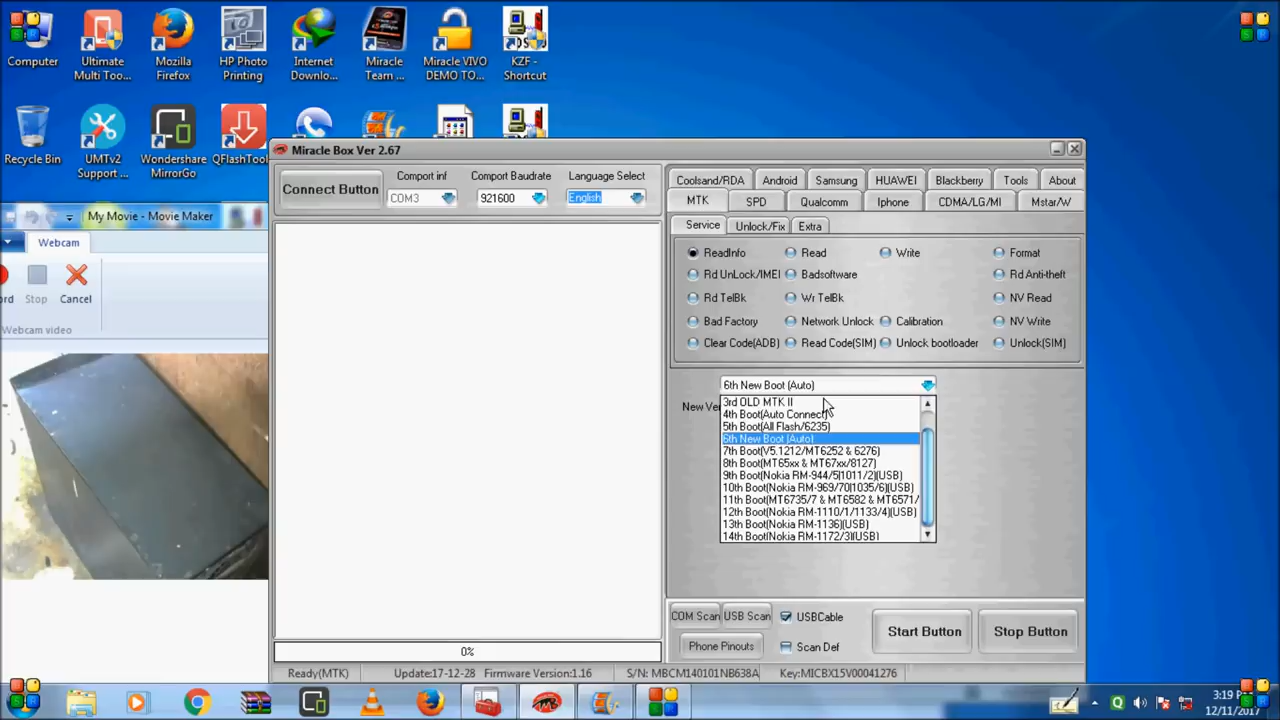 Computer
Ultimate Multi Too...
Mozilla Firefox
HP Photo Printing
Internet Downlo...
Miracle Team ...
Miracle VIVO DEMO TO...
KZF - Shortcut
Recycle Bin
UMTv2 Support ...
Wondershare MirrorGo
QFlashTool
My Movie - Movie Maker
Webcam
Stop
Cancel
Webcam video
Miracle Box Ver 2.67
Connect Button
Comport inf
Comport Baudrate
Language Select
COM3
921600
English
Coolsand/RDA
Android
Samsung
HUAWEI
Blackberry
Tools
About
MTK
SPD
Qualcomm
Iphone
CDMA/LG/MI
Mstar/W
Service
Unlock/Fix
Extra
ReadInfo
Read
Write
Format
Rd UnLock/IMEI
Badsoftware
Rd Anti-theft
Rd TelBk
Wr TelBk
NV Read
Bad Factory
Network Unlock
Calibration
NV Write
Clear Code(ADB)
Read Code(SIM)
Unlock bootloader
Unlock(SIM)
6th New Boot (Auto)
New Ve
3rd OLD MTK II
4th Boot(Auto Connect)
5th Boot(All Flash/6235)
6th New Boot (Auto)
7th Boot(V5.1212/MT6252 & 6276)
8th Boot(MT65xx & MT67xx/8127)
9th Boot(Nokia RM-944/5|1011/2)(USB)
10th Boot(Nokia RM-969/70|1035/6)(USB)
11th Boot(MT6735/7 & MT6582 & MT6571/
12th Boot(Nokia RM-1110/1/1133/4)(USB)
13th Boot(Nokia RM-1136)(USB)
14th Boot(Nokia RM-1172/3)(USB)
COM Scan
USB Scan
USBCable
Phone Pinouts
Scan Def
Start Button
Stop Button
0%
Ready(MTK)
Update:17-12-28
Firmware Version:1.16
S/N: MBCM140101NB638A
Key:MICBX15V00041276
3:19 PM
12/11/2017